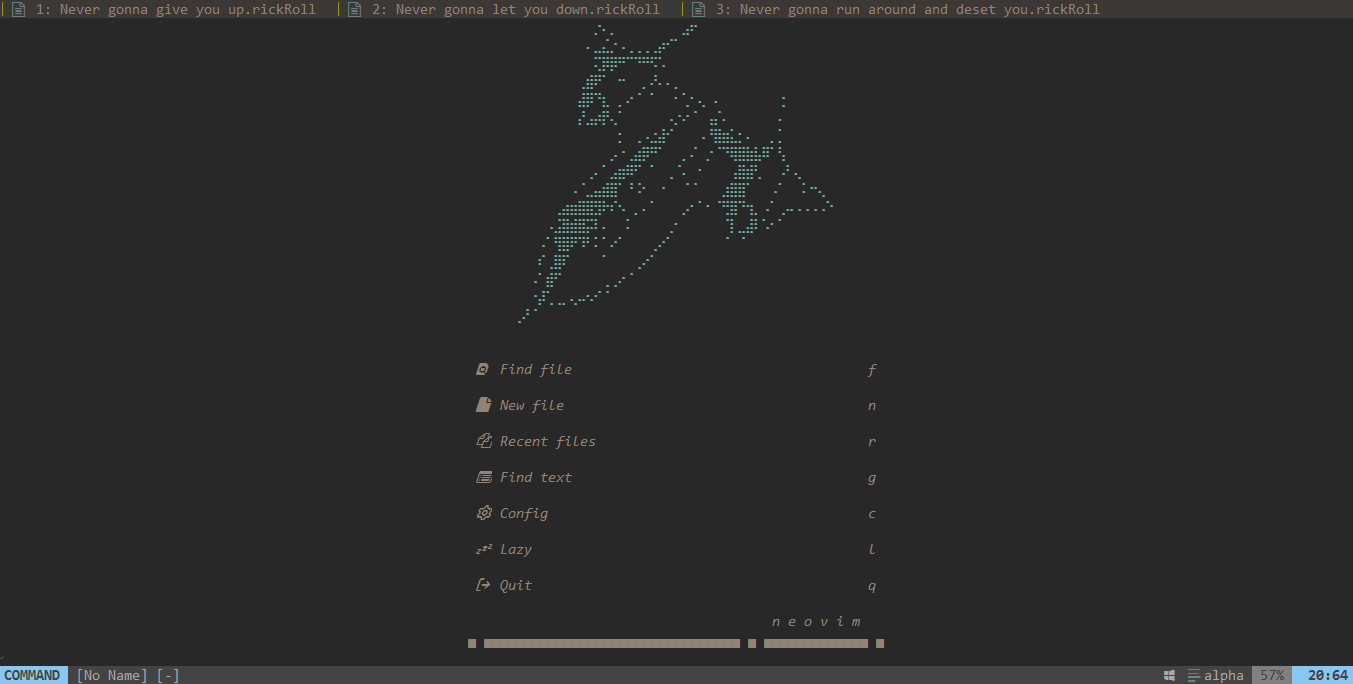 1: Never gonna give you up.rickRoll 2: Never gonna let you down.rickRoll 3: Never gonna run around and deset you.rickRoll
Find file f
New file n
Recent files r
Find text g
Config c
Lazy l
Quit q
n e o v i m
COMMAND [No Name] [-] alpha 57% 20:64